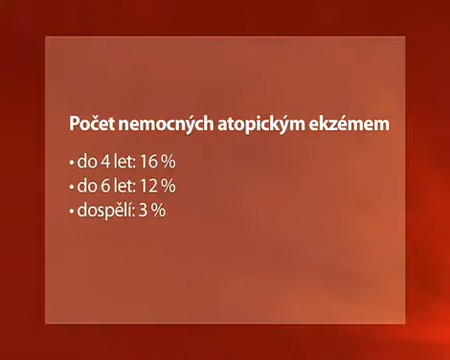 Počet nemocných atopickým ekzémem
• do 4 let: 16 %
• do 6 let: 12 %
• dospělí: 3 %